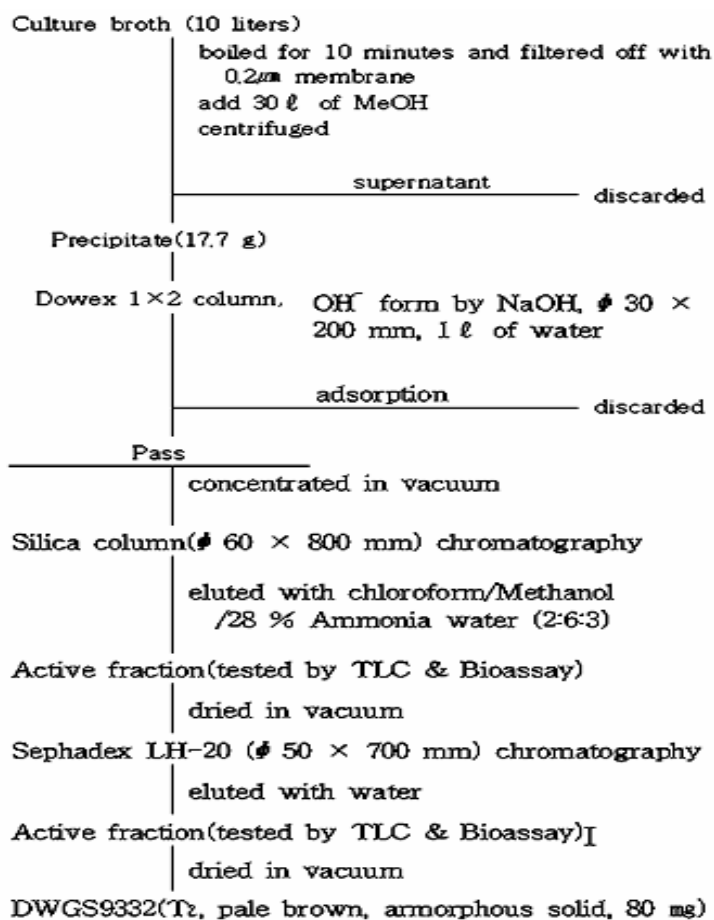 Culture broth (10 liters)
boiled for 10 minutes and filtered off with
0.2㎛ membrane
add 30 ℓ of MeOH
centrifuged
supernatant
discarded
Precipitate(17.7 g)
Dowex 1×2 column,
OH⁻ form by NaOH, ϕ 30 ×
200 mm, 1 ℓ of water
adsorption
discarded
Pass
concentrated in vacuum
Silica column(ϕ 60 × 800 mm) chromatography
eluted with chloroform/Methanol
/28 % Ammonia water (2:6:3)
Active fraction(tested by TLC & Bioassay)
dried in vacuum
Sephadex LH-20 (ϕ 50 × 700 mm) chromatography
eluted with water
Active fraction(tested by TLC & Bioassay)
dried in vacuum
DWGS9332(T2, pale brown, armorphous solid, 80 ㎎)